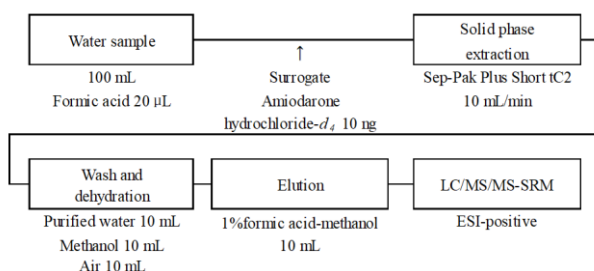 Water sample
100 mL
Formic acid 20 μL
↑
Surrogate
Amiodarone
hydrochloride-d4 10 ng
Solid phase
extraction
Sep-Pak Plus Short tC2
10 mL/min
Wash and
dehydration
Purified water 10 mL
Methanol 10 mL
Air 10 mL
Elution
1%formic acid-methanol
10 mL
LC/MS/MS-SRM
ESI-positive